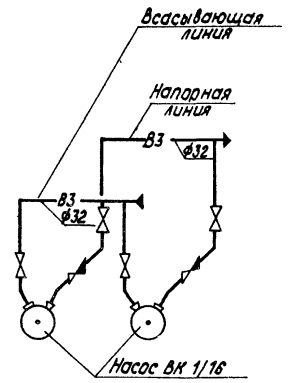 Всасывающая
линия
Напорная
линия
В3
ф32
В3
ф32
Насос ВК 1/16